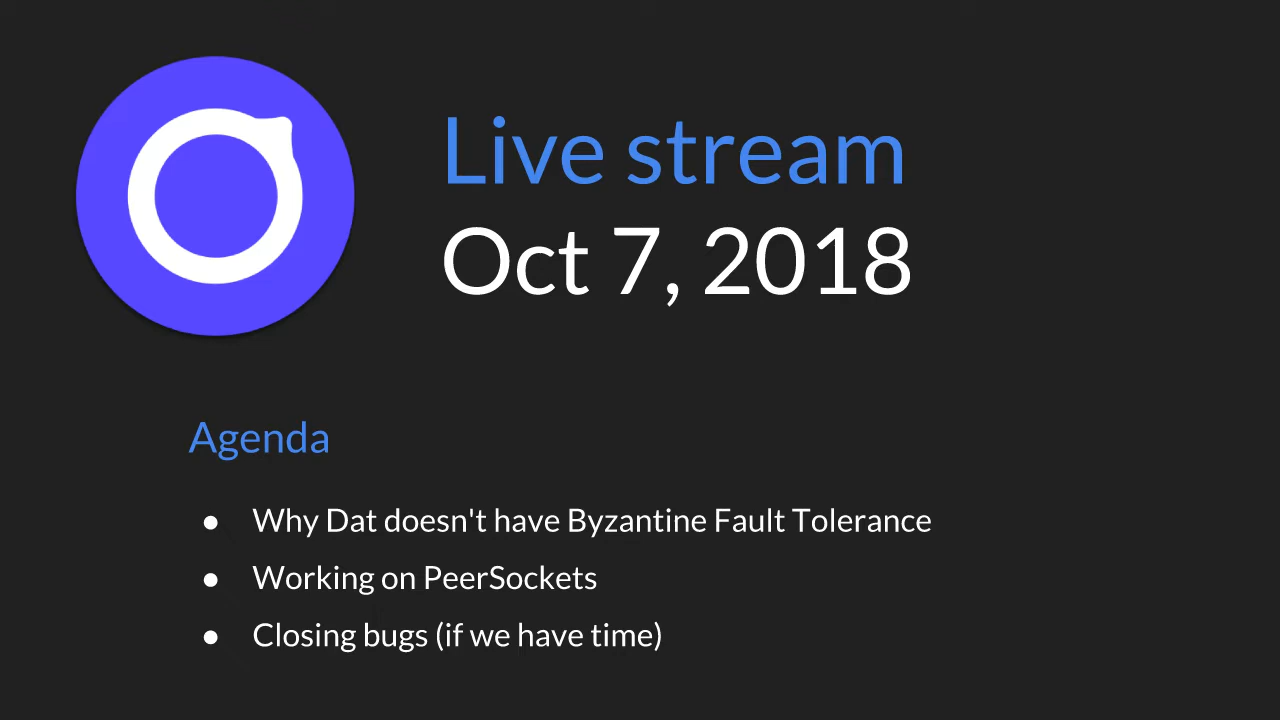 Live stream
Oct 7, 2018
Agenda
● Why Dat doesn't have Byzantine Fault Tolerance
● Working on PeerSockets
● Closing bugs (if we have time)